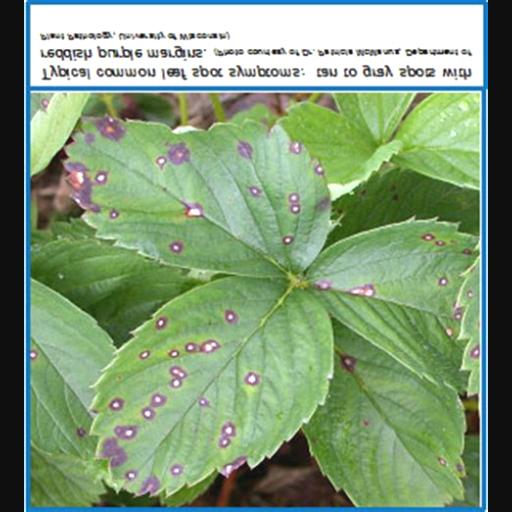 Typical common leaf spot symptoms: tan to gray spots with
reddish purple margins. (Photo courtesy of Dr. Patricia McManus, Department of
Plant Pathology, University of Wisconsin)